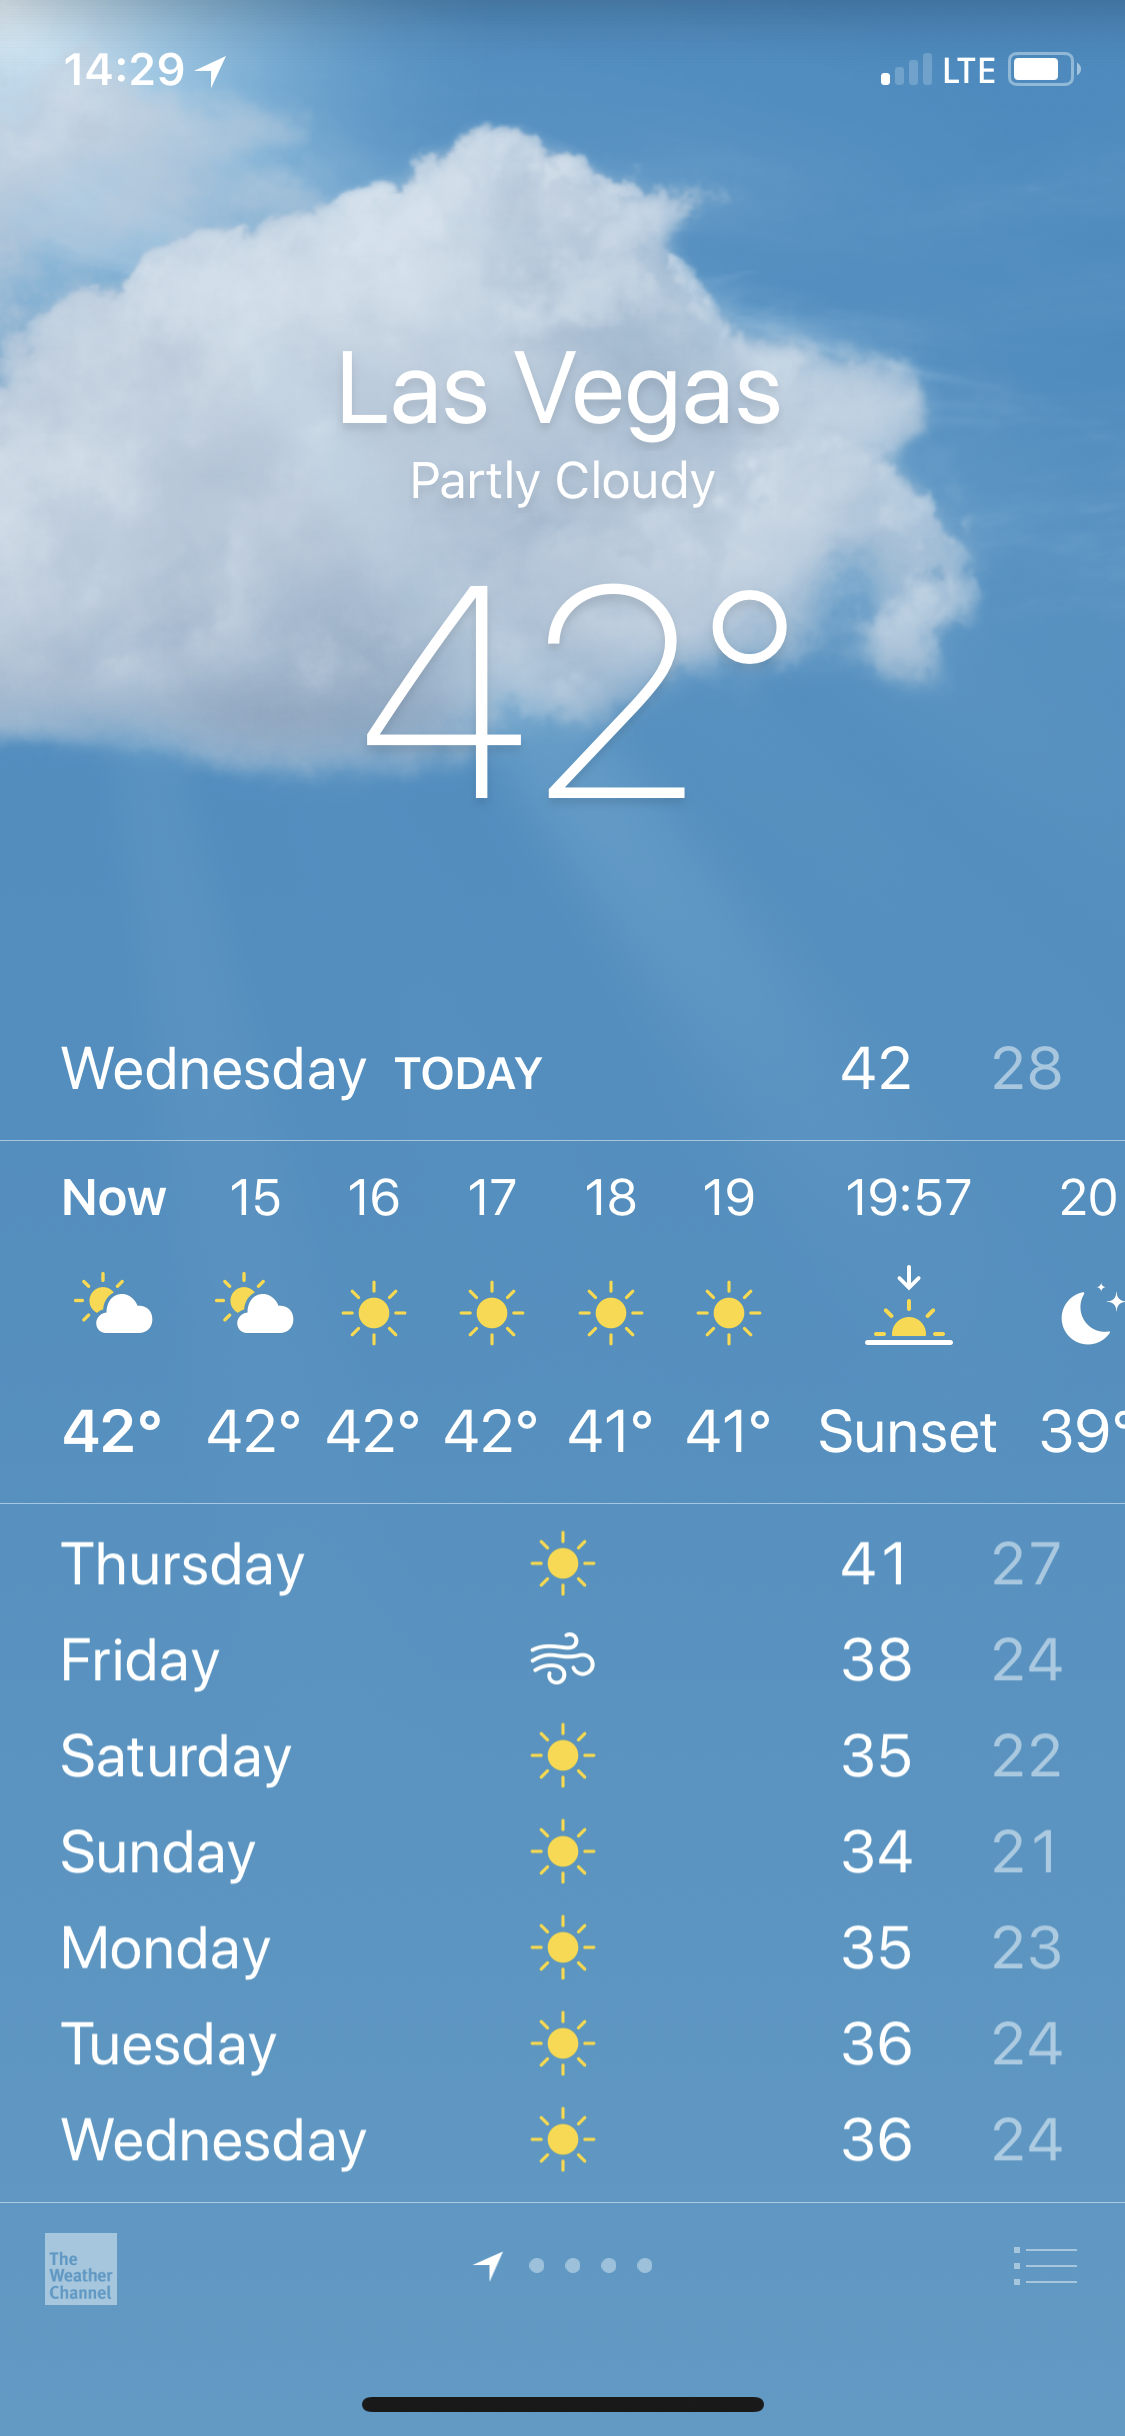 14:29 LTE
Las Vegas
Partly Cloudy
42°
Wednesday TODAY 42 28
Now 15 16 17 18 19 19:57 20
42° 42° 42° 42° 41° 41° Sunset 39°
Thursday 41 27
Friday 38 24
Saturday 35 22
Sunday 34 21
Monday 35 23
Tuesday 36 24
Wednesday 36 24
The
Weather
Channel